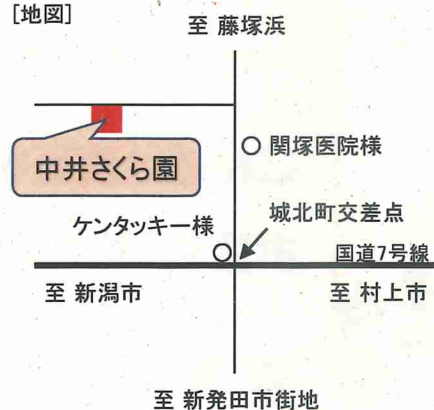 [地図]
至 藤塚浜
関塚医院様
中井さくら園
ケンタッキー様
城北町交差点
国道7号線
至 新潟市
至 村上市
至 新発田市街地